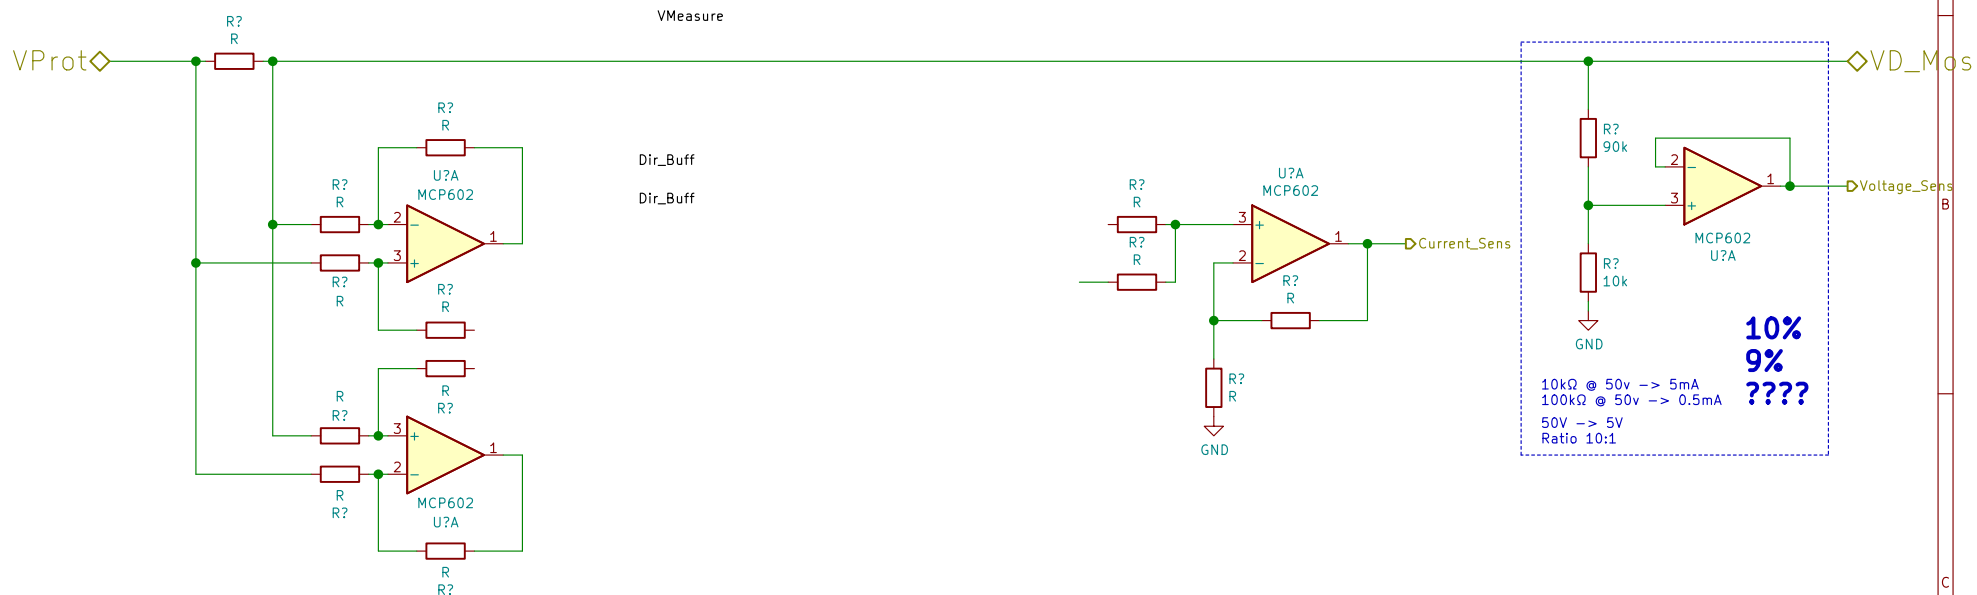 VMeasure
R?
R
VProt
VD_Mos
R?
R
U?A
MCP602
R?
R
2
3
1
R?
R
R?
R
Dir_Buff
Dir_Buff
R
R?
R
R?
3
2
1
R
R?
MCP602
U?A
R
R?
R?
R
R?
R
U?A
MCP602
3
2
1
Current_Sens
R?
R
R?
R
GND
R?
90k
2
3
1
Voltage_Sens
MCP602
U?A
R?
10k
GND
10%
9%
????
10kΩ @ 50v -> 5mA
100kΩ @ 50v -> 0.5mA
50V -> 5V
Ratio 10:1
B
C